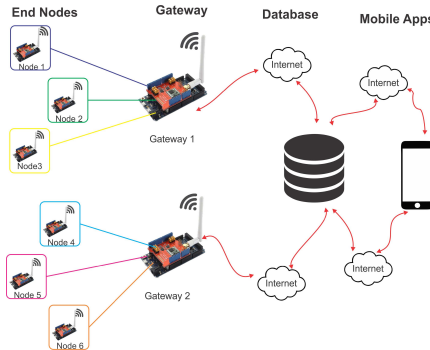 End Nodes
Gateway
Database
Mobile Apps
Node 1
Node 2
Node3
Gateway 1
Internet
Internet
Node 4
Node 5
Node 6
Gateway 2
Internet
Internet